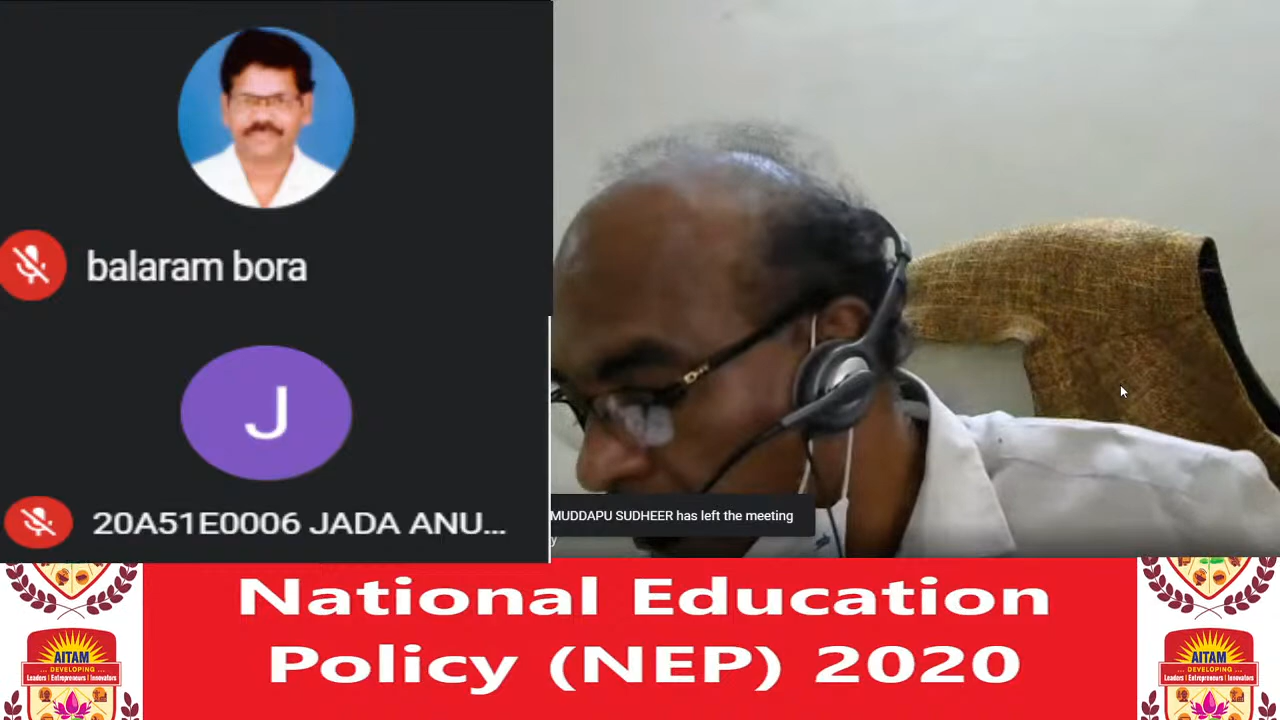 balaram bora
J
20A51E0006 JADA ANU...
MUDDAPU SUDHEER has left the meeting
y
National Education
Policy (NEP) 2020
AITAM
... DEVELOPING ...
Leaders | Entrepreneurs | Innovators
AITAM
... DEVELOPING ...
Leaders | Entrepreneurs | Innovators